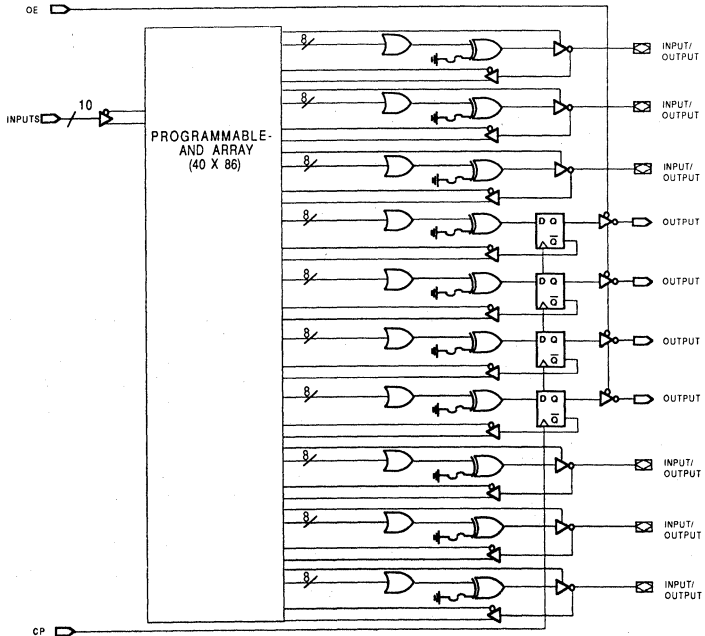 OE
8
INPUT/
OUTPUT
10
INPUTS
8
INPUT/
OUTPUT
PROGRAMMABLE-
AND ARRAY
(40 X 86)
8
INPUT/
OUTPUT
8
D Q
Q
OUTPUT
8
D Q
Q
OUTPUT
8
D Q
Q
OUTPUT
8
D Q
Q
OUTPUT
8
INPUT/
OUTPUT
8
INPUT/
OUTPUT
8
INPUT/
OUTPUT
CP